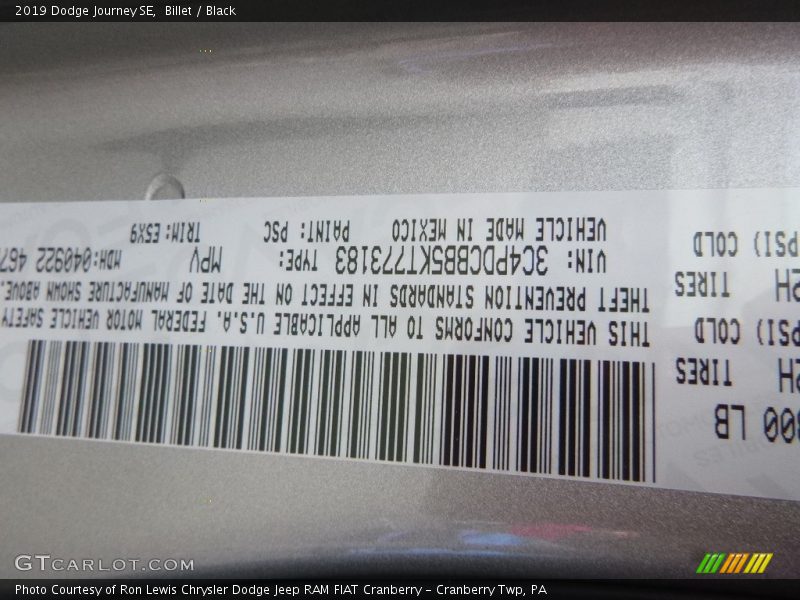 2019 Dodge Journey SE, Billet / Black
300 LB
TIRES
PSI) COLD
TIRES
PSI) COLD
THIS VEHICLE CONFORMS TO ALL APPLICABLE U.S.A. FEDERAL MOTOR VEHICLE SAFETY
THEFT PREVENTION STANDARDS IN EFFECT ON THE DATE OF MANUFACTURE SHOWN ABOVE.
VIN: 3C4PDCBB5KT773183 TYPE: MPV MDH:040922 467
VEHICLE MADE IN MEXICO PAINT: PSC TRIM: E5X9
GTCARLOT.COM
Photo Courtesy of Ron Lewis Chrysler Dodge Jeep RAM FIAT Cranberry - Cranberry Twp, PA